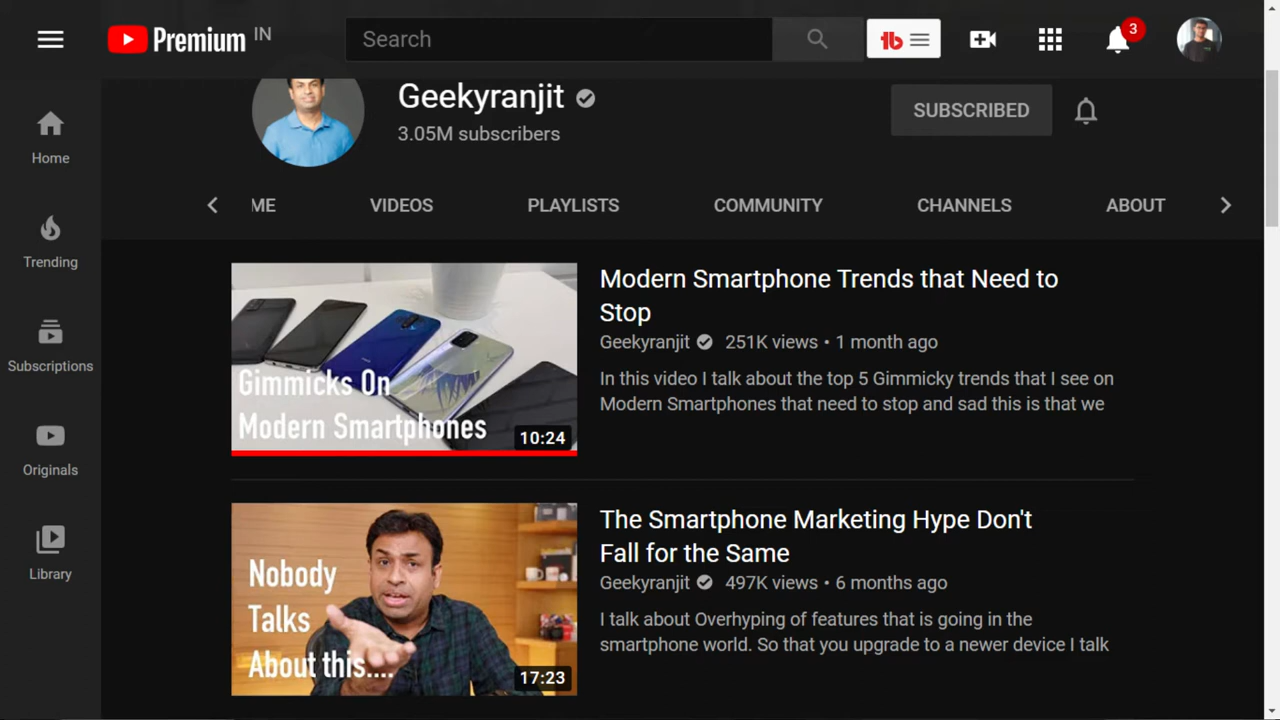 Premium IN
Search
3
Geekyranjit
3.05M subscribers
SUBSCRIBED
Home
Trending
Subscriptions
Originals
Library
ME VIDEOS PLAYLISTS COMMUNITY CHANNELS ABOUT
Gimmicks On
Modern Smartphones
10:24
Modern Smartphone Trends that Need to
Stop
Geekyranjit 251K views • 1 month ago
In this video I talk about the top 5 Gimmicky trends that I see on
Modern Smartphones that need to stop and sad this is that we
Nobody
Talks
About this....
17:23
The Smartphone Marketing Hype Don't
Fall for the Same
Geekyranjit 497K views • 6 months ago
I talk about Overhyping of features that is going in the
smartphone world. So that you upgrade to a newer device I talk